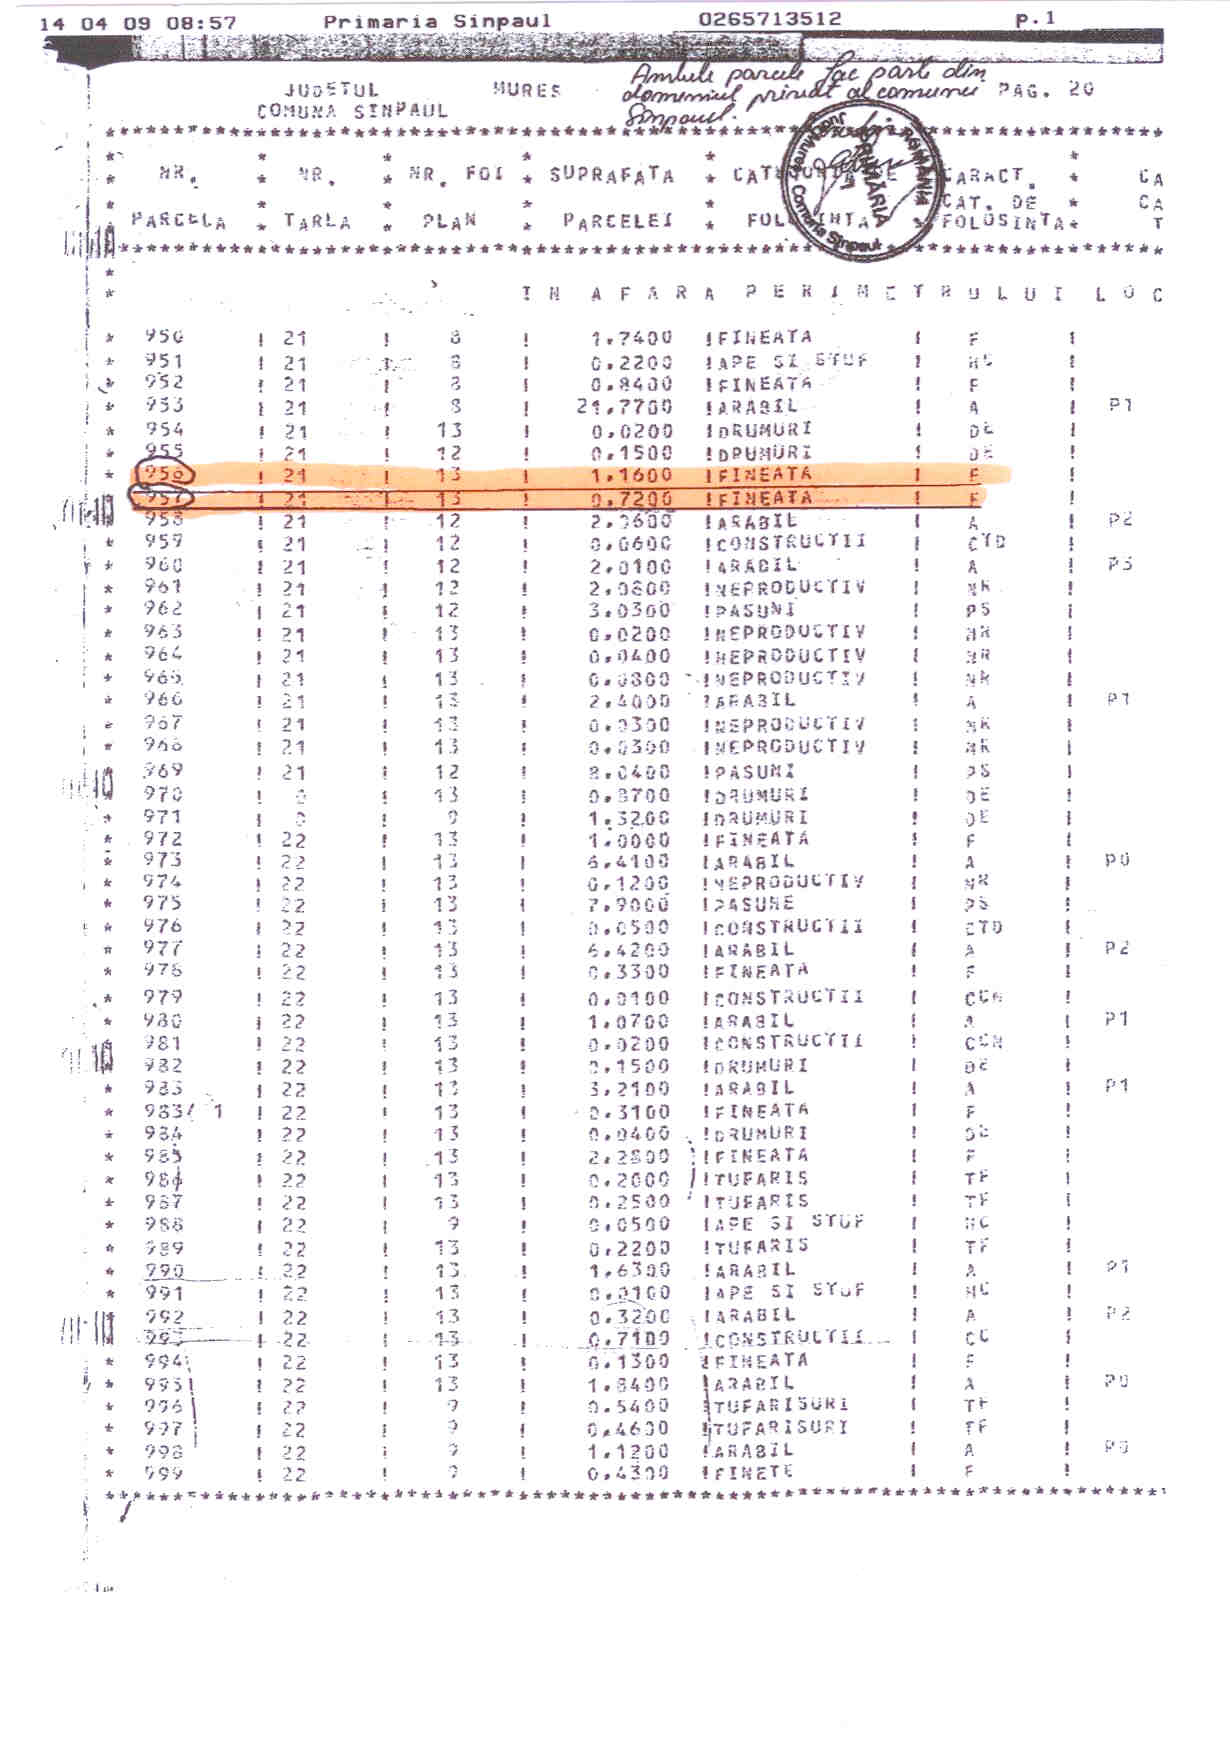 14 04 09 08:57 Primaria Sinpaul 0265713512 p.1
Ambele parcele fac parte din
JUDETUL MURES domeniul privat al comunei PAG. 20
COMUNA SINPAUL Sinpaul.
NR. NR. NR. FOI SUPRAFATA CARACT. CA
CAT. DE CA
PARCELA TARLA PLAN PARCELEI FOLOSINTA T
ROMANIA PRIMARIA Comuna Sinpaul
IN AFARA PERIMETRULUI LOC
* 950 ! 21 ! 8 ! 1.7400 !FINEATA ! F !
* 951 ! 21 ! 8 ! 0.2200 !APE SI STUF ! HC !
* 952 ! 21 ! 8 ! 0.8400 !FINEATA ! F !
* 953 ! 21 ! 8 ! 21.7700 !ARABIL ! A ! P1
* 954 ! 21 ! 13 ! 0.0200 !DRUMURI ! DE !
* 955 ! 21 ! 12 ! 0.1500 !DRUMURI ! DE !
* 956 ! 21 ! 13 ! 1.1600 !FINEATA ! F !
* 957 ! 21 ! 13 ! 0.7200 !FINEATA ! F !
* 958 ! 21 ! 12 ! !ARABIL ! A ! P2
* 959 ! 21 ! 12 ! 0.0600 !CONSTRUCTII ! CTD !
* 960 ! 21 ! 12 ! 2.0100 !ARABIL ! A ! P3
* 961 ! 21 ! 12 ! 2.0800 !NEPRODUCTIV ! NR !
* 962 ! 21 ! 12 ! 3.0300 !PASUNI ! PS !
* 963 ! 21 ! 13 ! 0.0200 !NEPRODUCTIV ! NR !
* 964 ! 21 ! 13 ! 0.0400 !NEPRODUCTIV ! NR !
* 965 ! 21 ! 13 ! 0.0800 !NEPRODUCTIV ! NR !
* 966 ! 21 ! 13 ! 2.4000 !ARABIL ! A ! P1
* 967 ! 21 ! 13 ! 0.0300 !NEPRODUCTIV ! NR !
* 968 ! 21 ! 13 ! 0.0300 !NEPRODUCTIV ! NR !
* 969 ! 21 ! 12 ! 8.0400 !PASUNI ! PS !
* 970 ! 0 ! 13 ! 0.8700 !DRUMURI ! DE !
* 971 ! 0 ! 9 ! 1.3200 !DRUMURI ! DE !
* 972 ! 22 ! 13 ! 1.0000 !FINEATA ! F !
* 973 ! 22 ! 13 ! 6.4100 !ARABIL ! A ! P0
* 974 ! 22 ! 13 ! 0.1200 !NEPRODUCTIV ! NR !
* 975 ! 22 ! 13 ! 7.9000 !PASUNE ! PS !
* 976 ! 22 ! 13 ! 0.0500 !CONSTRUCTII ! CTD !
* 977 ! 22 ! 13 ! 6.4200 !ARABIL ! A ! P2
* 978 ! 22 ! 13 ! 0.3300 !FINEATA ! F !
* 979 ! 22 ! 13 ! 0.0100 !CONSTRUCTII ! !
* 980 ! 22 ! 13 ! 1.0700 !ARABIL ! A ! P1
* 981 ! 22 ! 13 ! 0.0200 !CONSTRUCTII ! !
* 982 ! 22 ! 13 ! 0.1500 !DRUMURI ! DE !
* 983 ! 22 ! 13 ! 3.2100 !ARABIL ! A ! P1
* 983/ 1 ! 22 ! 13 ! 0.3100 !FINEATA ! F !
* 984 ! 22 ! 13 ! 0.0400 !DRUMURI ! DE !
* 985 ! 22 ! 13 ! 2.2800 !FINEATA ! F !
* 986 ! 22 ! 13 ! 0.2000 !TUFARIS ! TF !
* 987 ! 22 ! 13 ! 0.2500 !TUFARIS ! TF !
* 988 ! 22 ! 9 ! 0.0500 !APE SI STUF ! HC !
* 989 ! 22 ! 13 ! 0.2200 !TUFARIS ! TF !
* 990 ! 22 ! 13 ! 1.6300 !ARABIL ! A !
* 991 ! 22 ! 13 ! 0.0100 !APE SI STUF ! HC !
* 992 ! 22 ! 13 ! 0.3200 !ARABIL ! A ! P2
* 993 ! 22 ! 13 ! 0.7100 !CONSTRUCTII ! CC !
* 994 ! 22 ! 13 ! 0.1300 !FINEATA ! F !
* 995 ! 22 ! 13 ! 1.8400 !ARABIL ! A ! P0
* 996 ! 22 ! 9 ! 0.5400 !TUFARISURI ! TF !
* 997 ! 22 ! 9 ! 0.4600 !TUFARISURI ! TF !
* 998 ! 22 ! 9 ! 1.1200 !ARABIL ! A ! P0
* 999 ! 22 ! 9 ! 0.4300 !FINETE ! F !